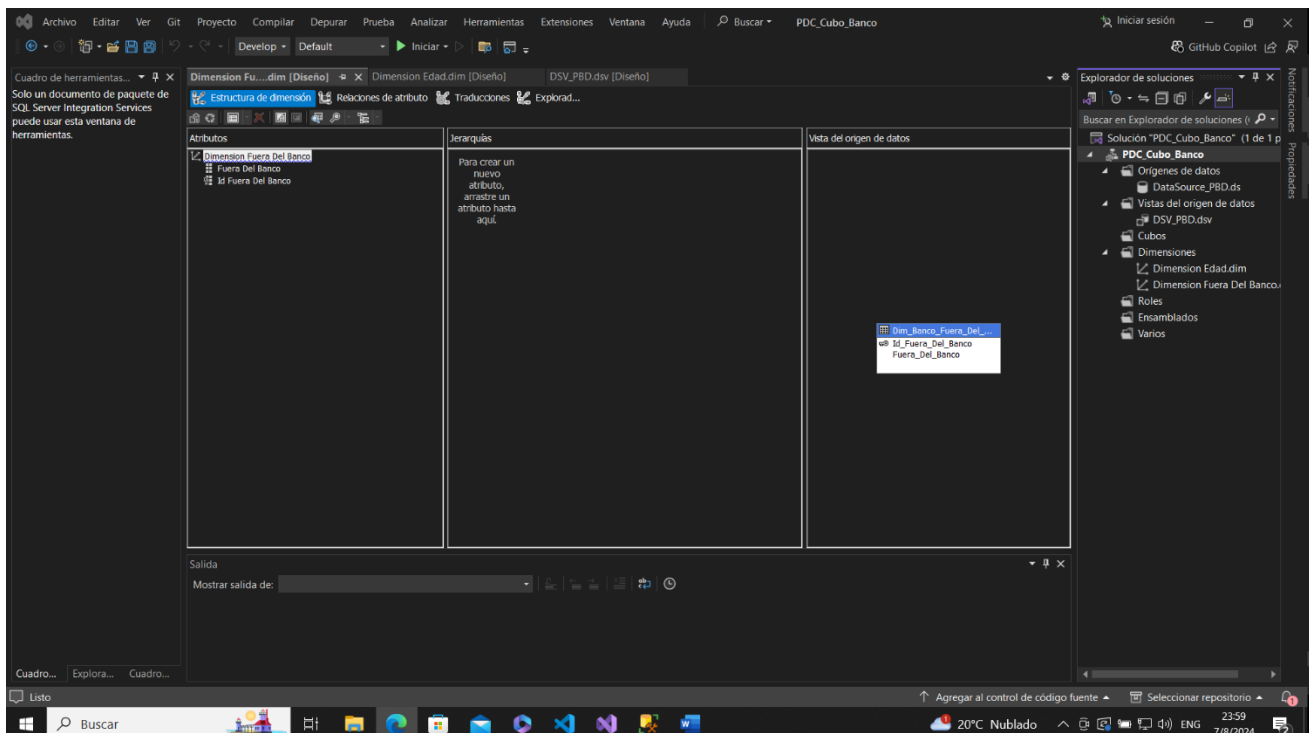 Archivo Editar Ver Git Proyecto Compilar Depurar Prueba Analizar Herramientas Extensiones Ventana Ayuda Buscar PDC_Cubo_Banco Iniciar sesión
Develop Default Iniciar GitHub Copilot
Cuadro de herramientas...
Solo un documento de paquete de
SQL Server Integration Services
puede usar esta ventana de
herramientas.
Dimension Fu....dim [Diseño] Dimension Edad.dim [Diseño] DSV_PBD.dsv [Diseño]
Estructura de dimensión Relaciones de atributo Traducciones Explorad...
Atributos
Dimension Fuera Del Banco
Fuera Del Banco
Id Fuera Del Banco
Jerarquías
Para crear un
nuevo
atributo,
arrastre un
atributo hasta
aquí.
Vista del origen de datos
Dim_Banco_Fuera_Del_...
Id_Fuera_Del_Banco
Fuera_Del_Banco
Explorador de soluciones
Buscar en Explorador de soluciones (
Solución "PDC_Cubo_Banco" (1 de 1 p
PDC_Cubo_Banco
Orígenes de datos
DataSource_PBD.ds
Vistas del origen de datos
DSV_PBD.dsv
Cubos
Dimensiones
Dimension Edad.dim
Dimension Fuera Del Banco.
Roles
Ensamblados
Varios
Notificaciones
Propiedades
Salida
Mostrar salida de:
Cuadro... Explora... Cuadro...
Listo Agregar al control de código fuente Seleccionar repositorio
Buscar 20°C Nublado ENG 23:59
7/8/2024